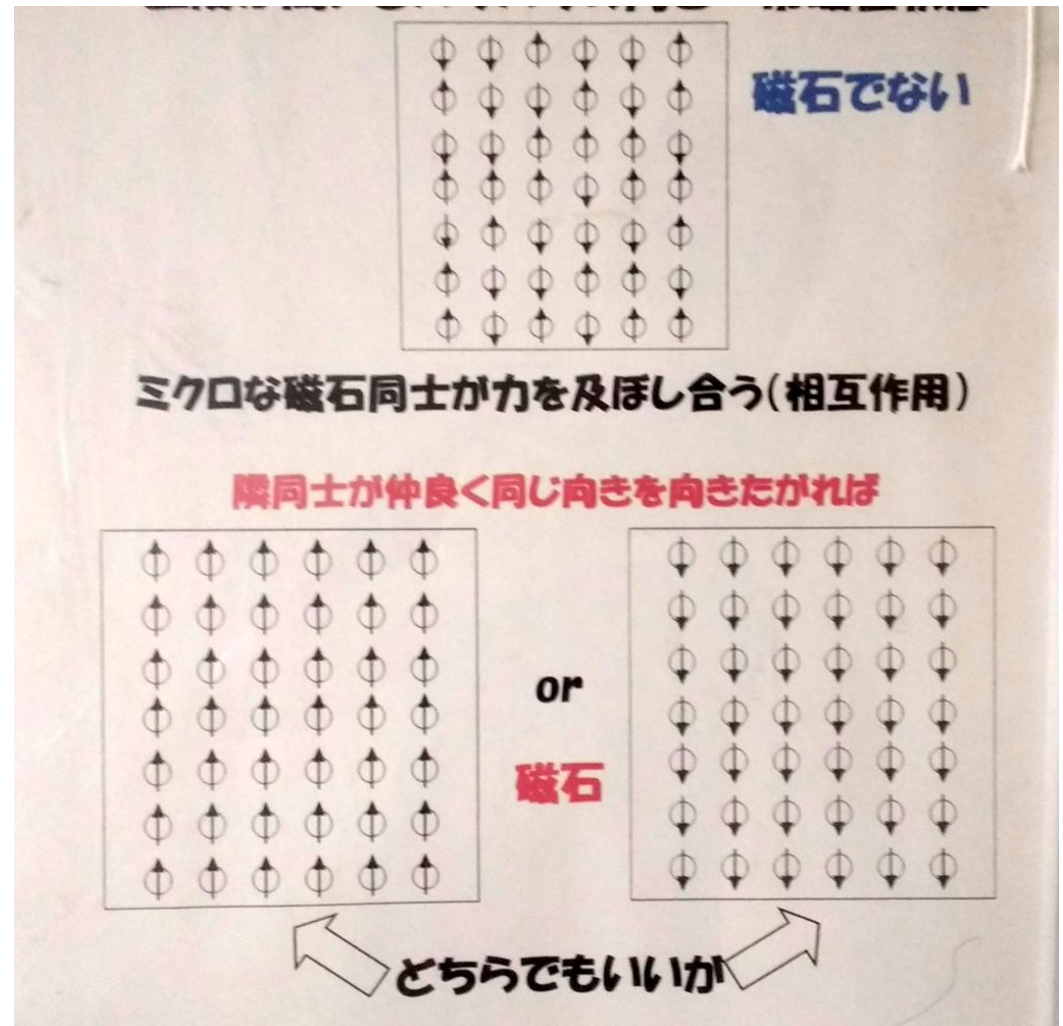 磁石でない
ミクロな磁石同士が力を及ぼし合う(相互作用)
隣同士が仲良く同じ向きを向きたがれば
or
磁石
どちらでもいいが